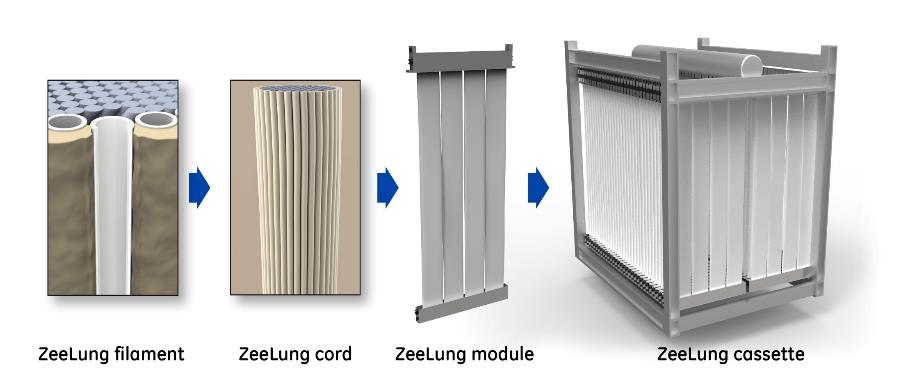 ZeeLung filament
ZeeLung cord
ZeeLung module
ZeeLung cassette